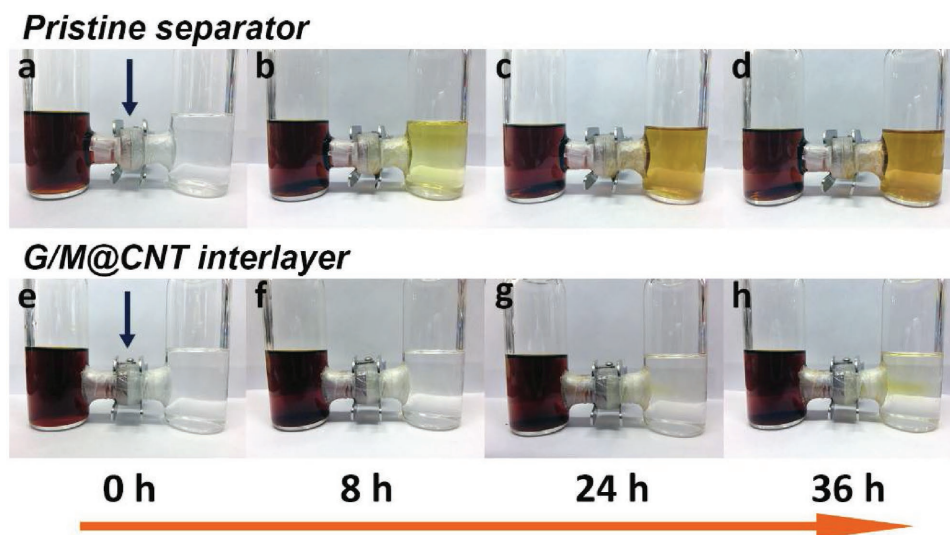 Pristine separator
a b c d
G/M@CNT interlayer
e f g h
0 h 8 h 24 h 36 h